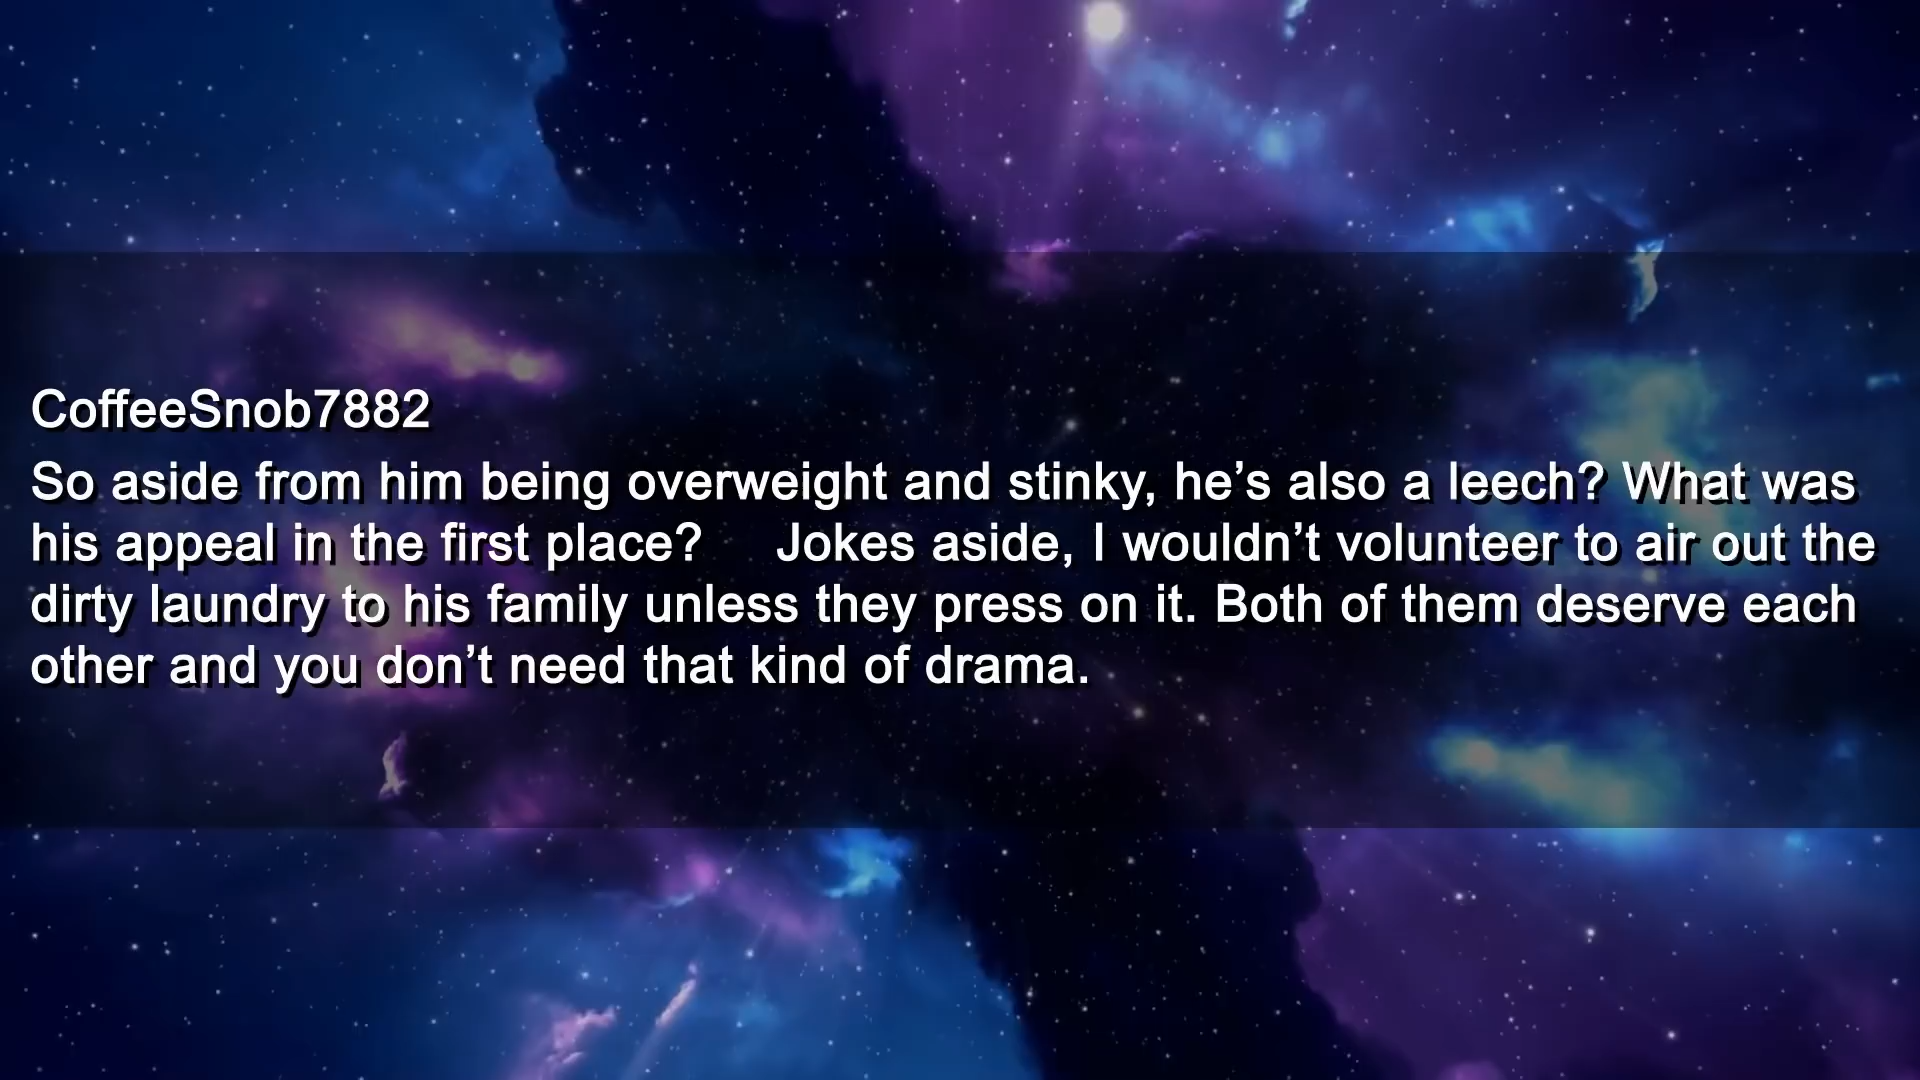 CoffeeSnob7882
So aside from him being overweight and stinky, he’s also a leech? What was
his appeal in the first place?     Jokes aside, I wouldn’t volunteer to air out the
dirty laundry to his family unless they press on it. Both of them deserve each
other and you don’t need that kind of drama.